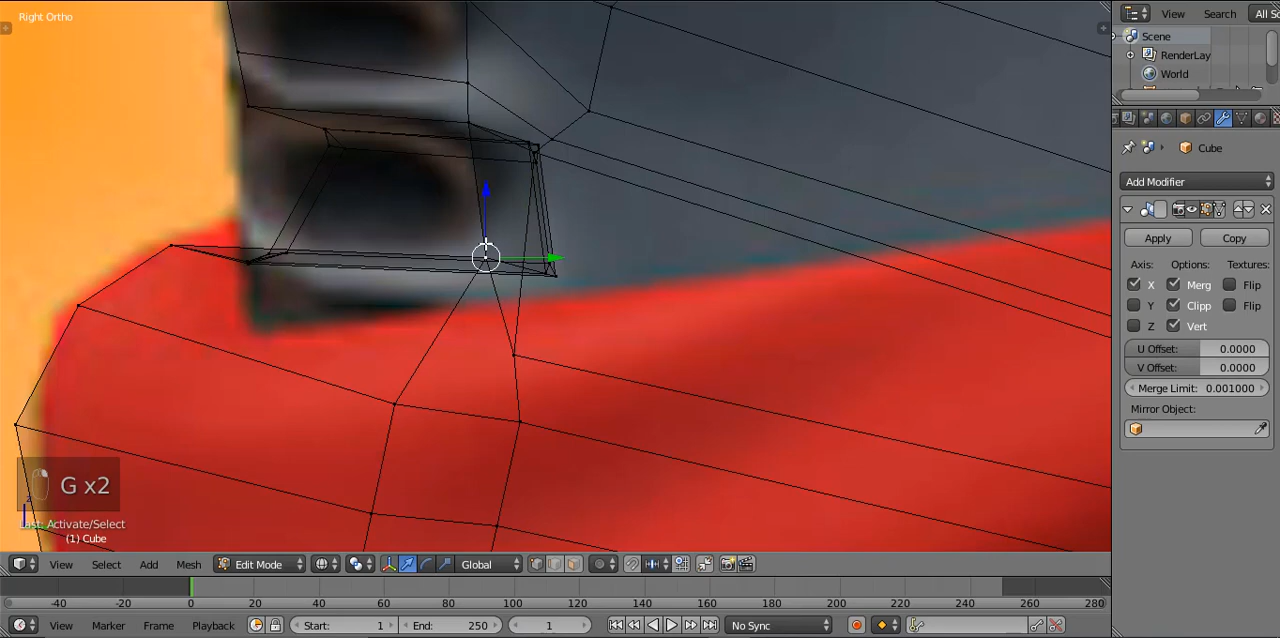 Right Ortho
View Search All Sc
Scene
RenderLay
World
Cube
Add Modifier
Apply Copy
Axis: Options: Textures:
X Merg Flip
Y Clipp Flip
Z Vert
U Offset: 0.0000
V Offset: 0.0000
Merge Limit: 0.001000
Mirror Object:
G x2
Last: Activate/Select
(1) Cube
View Select Add Mesh Edit Mode Global
-40 -20 0 20 40 60 80 100 120 140 160 180 200 220 240 260 280
View Marker Frame Playback Start: 1 End: 250 1 No Sync